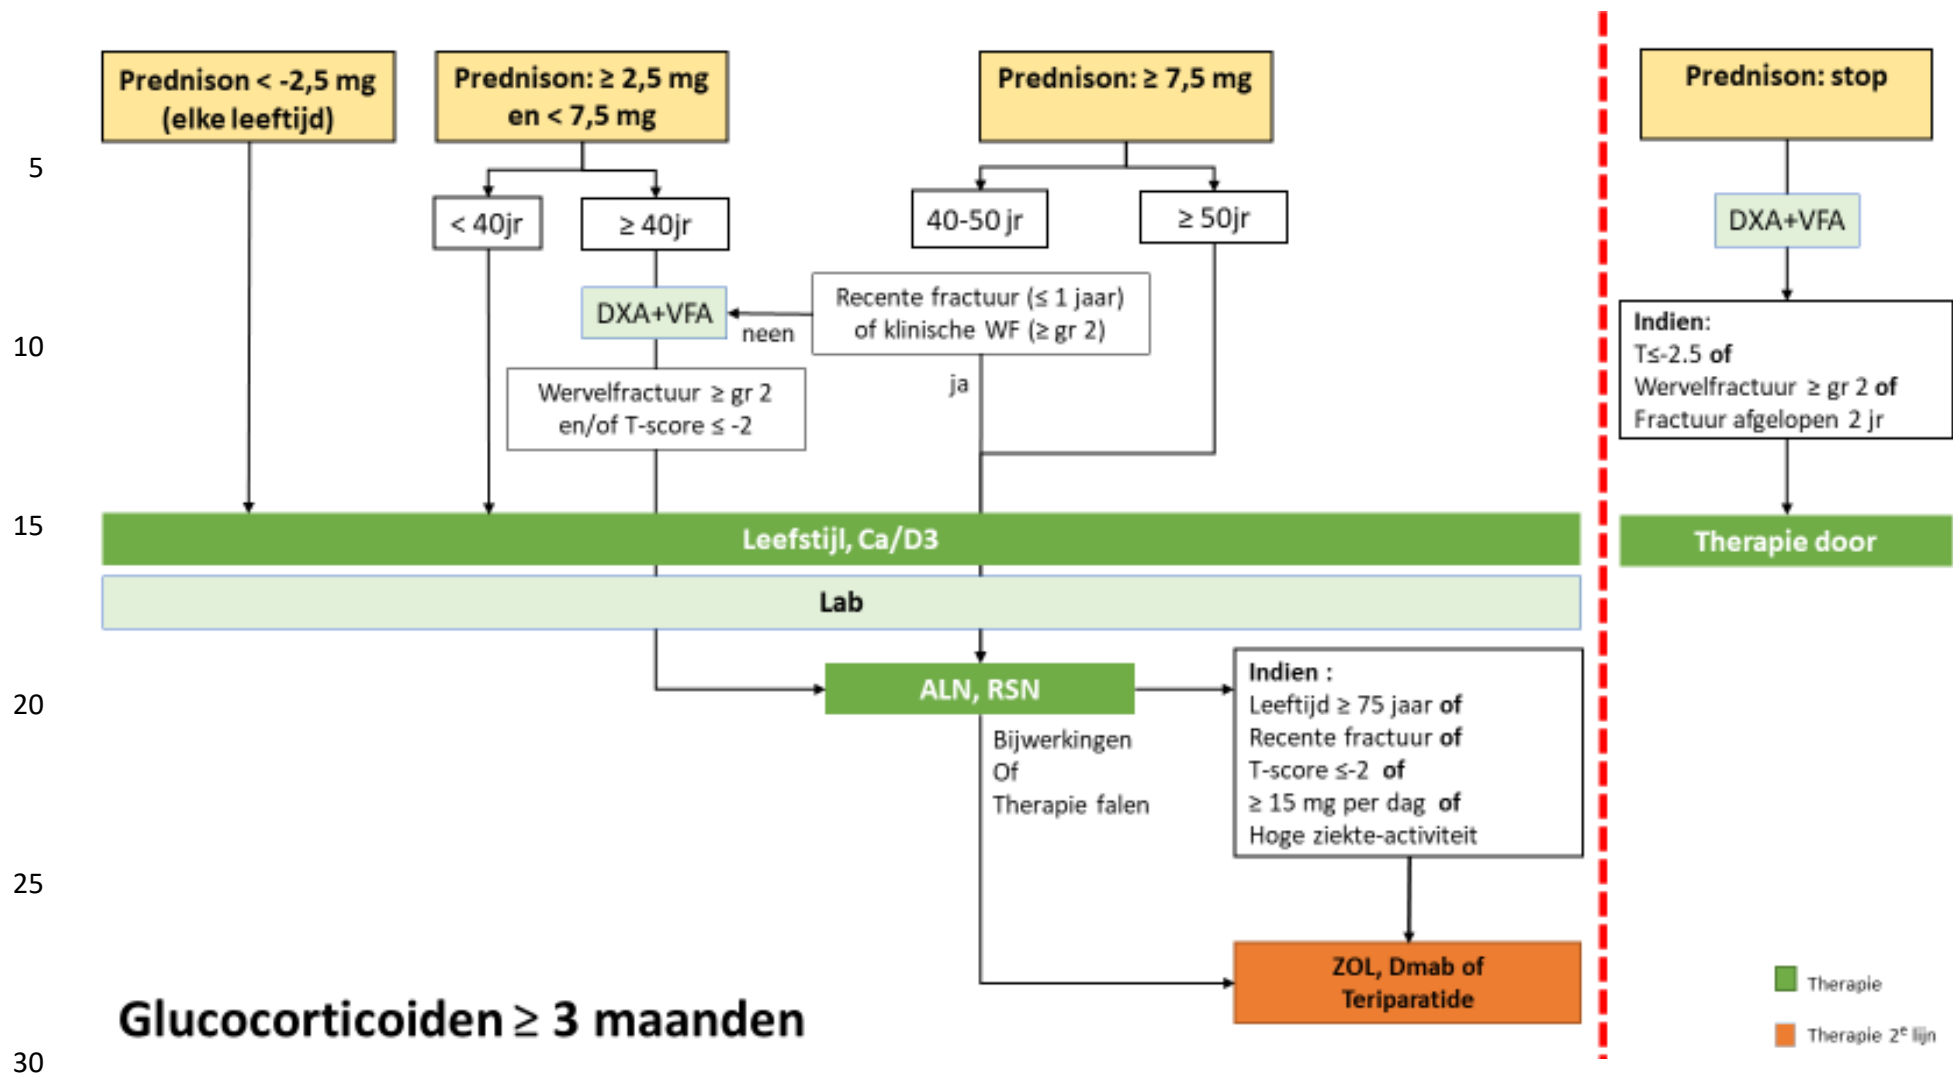 Prednison < -2,5 mg
(elke leeftijd)
Prednison: ≥ 2,5 mg
en < 7,5 mg
Prednison: ≥ 7,5 mg
Prednison: stop
5
< 40jr
≥ 40jr
40-50 jr
≥ 50jr
DXA+VFA
DXA+VFA
neen
Recente fractuur (≤ 1 jaar)
of klinische WF (≥ gr 2)
ja
10
Indien:
T≤-2.5 of
Wervelfractuur ≥ gr 2 of
Fractuur afgelopen 2 jr
Wervelfractuur ≥ gr 2
en/of T-score ≤ -2
15
Leefstijl, Ca/D3
Therapie door
Lab
20
ALN, RSN
Indien :
Leeftijd ≥ 75 jaar of
Recente fractuur of
T-score ≤-2 of
≥ 15 mg per dag of
Hoge ziekte-activiteit
Bijwerkingen
Of
Therapie falen
25
ZOL, Dmab of
Teriparatide
Glucocorticoiden ≥ 3 maanden
Therapie
Therapie 2e lijn
30